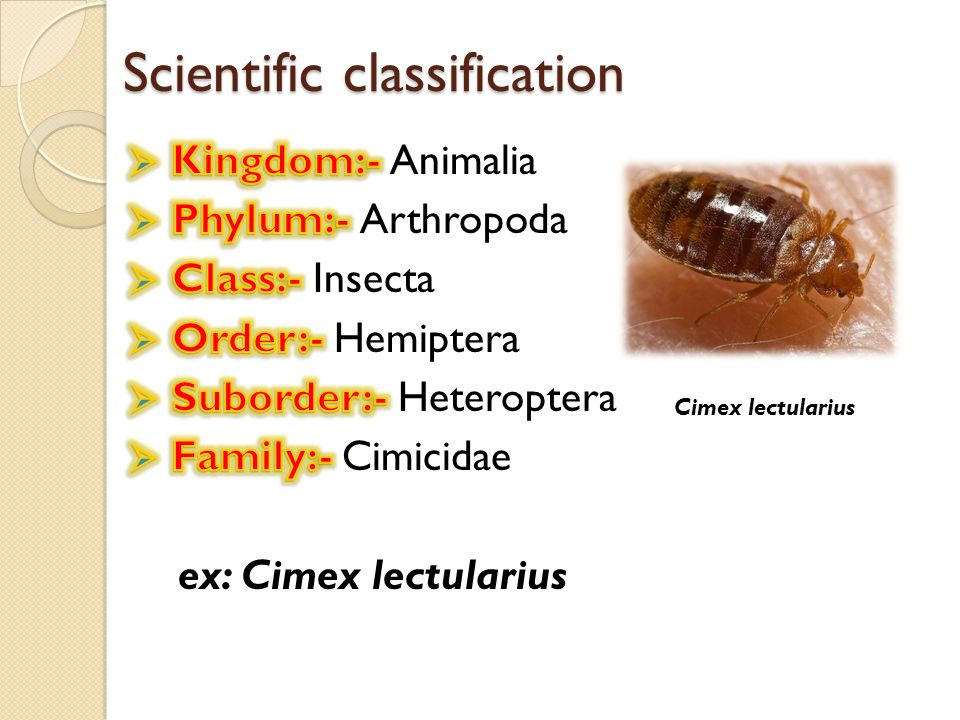 Scientific classification
Kingdom:- Animalia
Phylum:- Arthropoda
Class:- Insecta
Order:- Hemiptera
Suborder:- Heteroptera
Cimex lectularius
Family:- Cimicidae
ex: Cimex lectularius